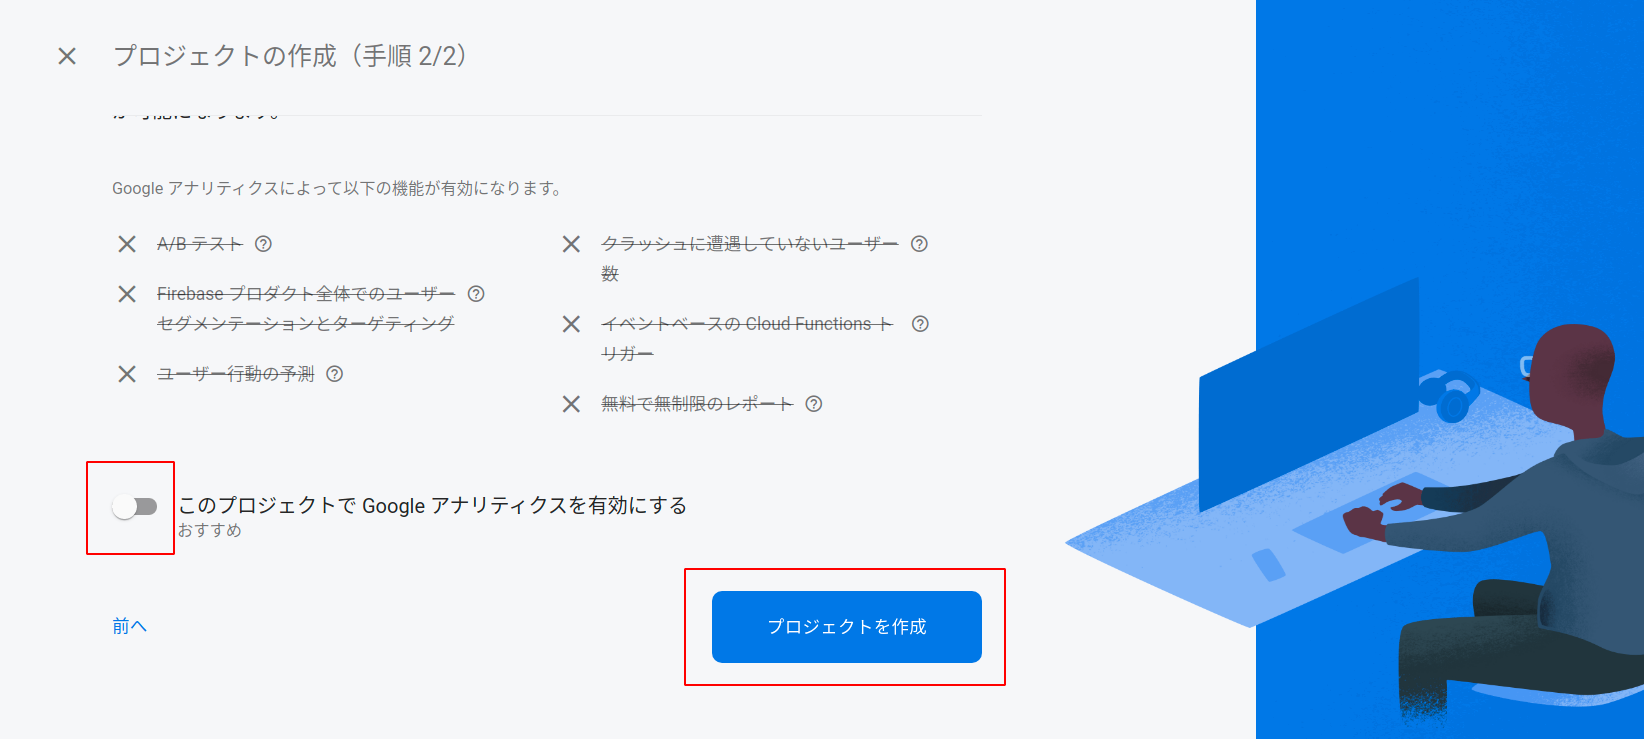 プロジェクトの作成（手順 2/2）
が可能になります。
Google アナリティクスによって以下の機能が有効になります。
A/B テスト
Firebase プロダクト全体でのユーザー
セグメンテーションとターゲティング
ユーザー行動の予測
クラッシュに遭遇していないユーザー
数
イベントベースの Cloud Functions ト
リガー
無料で無制限のレポート
このプロジェクトで Google アナリティクスを有効にする
おすすめ
前へ
プロジェクトを作成